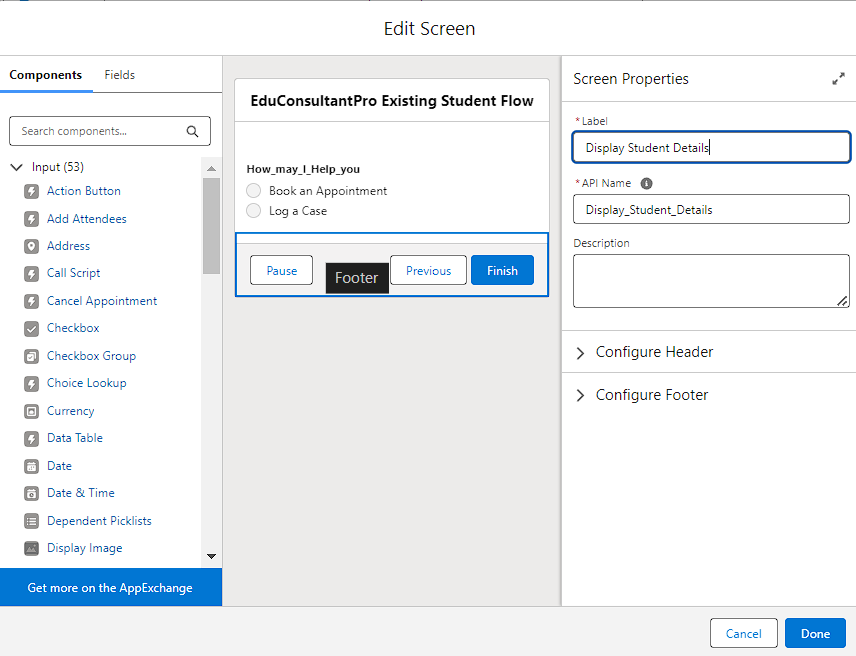 Edit Screen
Components
Fields
Search components...
Input (53)
Action Button
Add Attendees
Address
Call Script
Cancel Appointment
Checkbox
Checkbox Group
Choice Lookup
Currency
Data Table
Date
Date & Time
Dependent Picklists
Display Image
Get more on the AppExchange
EduConsultantPro Existing Student Flow
How_may_I_Help_you
Book an Appointment
Log a Case
Pause
Footer
Previous
Finish
Screen Properties
* Label
Display Student Details
* API Name
Display_Student_Details
Description
Configure Header
Configure Footer
Cancel
Done